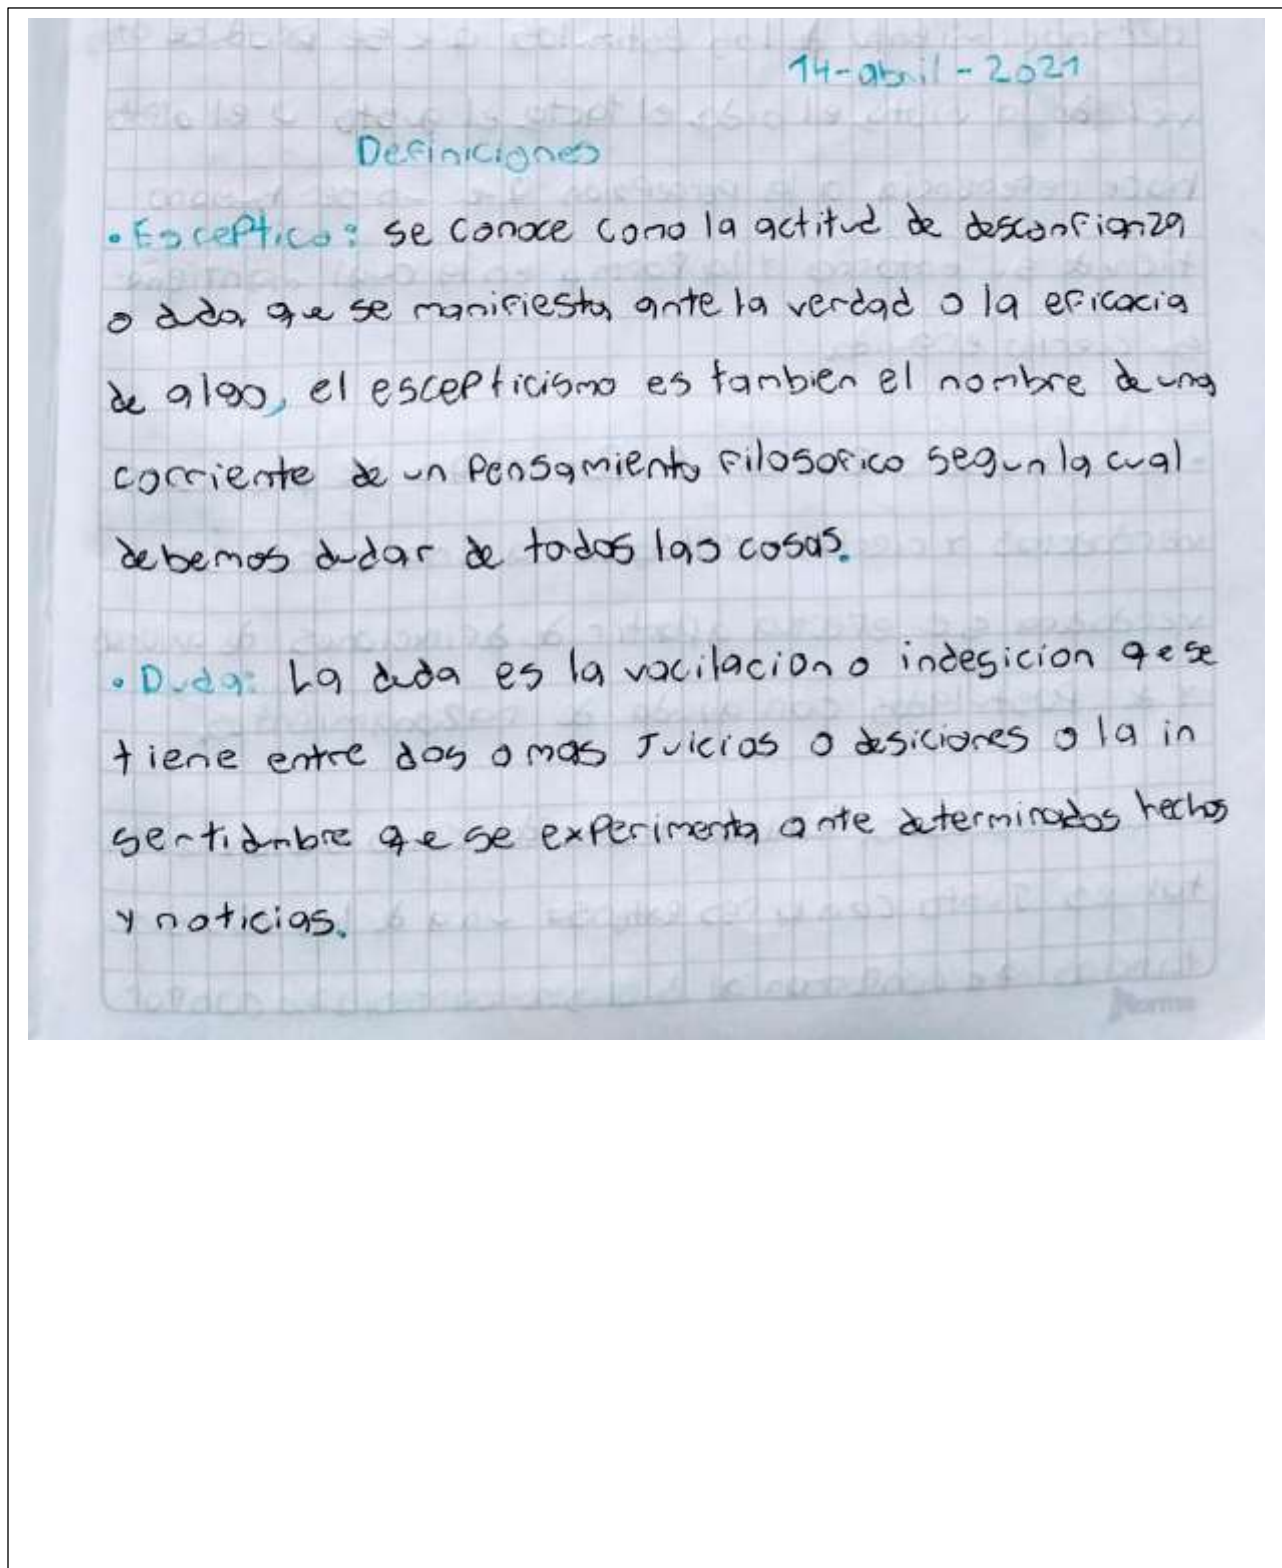 14-abril-2021
Definiciones
• Esceptico: se conoce como la actitud de desconfianza
o duda que se manifiesta ante la verdad o la eficacia
de algo, el escepticismo es tambien el nombre de una
corriente de un pensamiento filosofico segun la cual
debemos dudar de todas las cosas.
• Duda: La duda es la vacilacion o indesicion qe se
tiene entre dos o mas Juicios o desiciones o la in
sertidumbre qe se experimenta ante determinados hechos
y noticias.
Norma